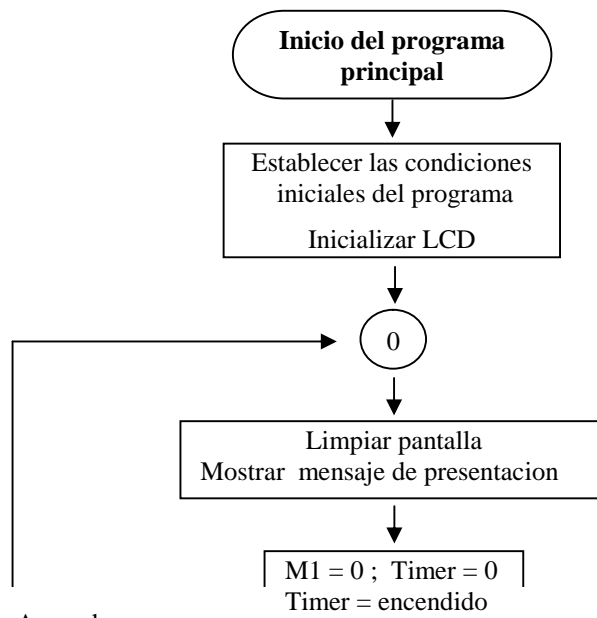 Inicio del programa
principal
Establecer las condiciones
iniciales del programa
Inicializar LCD
0
Limpiar pantalla
Mostrar mensaje de presentacion
M1 = 0 ; Timer = 0
Timer = encendido